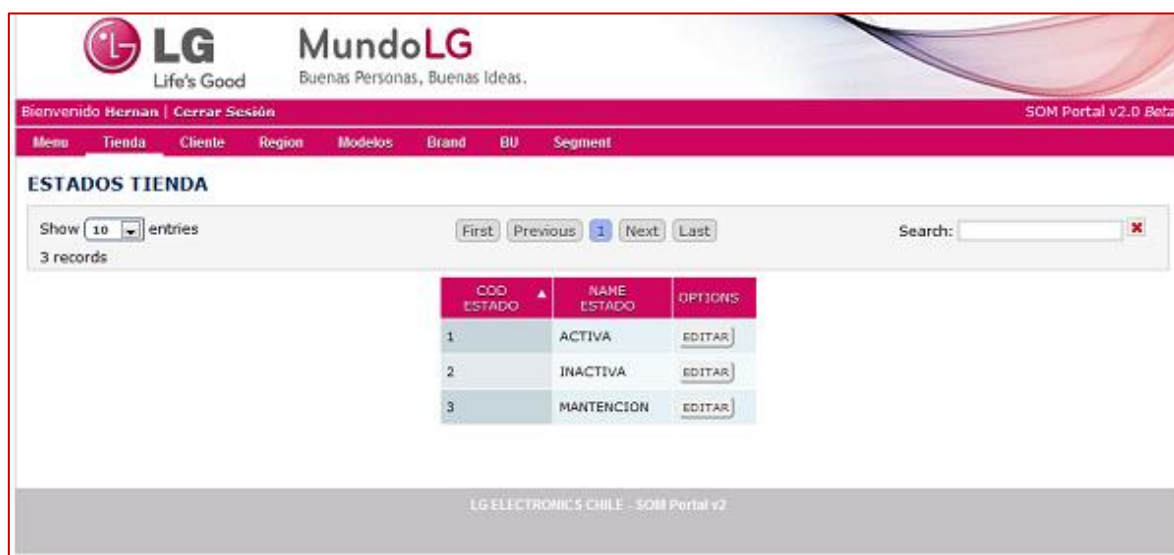 LG MundoLG
Life's Good Buenas Personas, Buenas Ideas.
Bienvenido Hernan | Cerrar Sesión SOM Portal v2.0 Beta
Menu Tienda Cliente Region Modelos Brand BU Segment
ESTADOS TIENDA
Show 10 entries First Previous 1 Next Last Search:
3 records
COD ESTADO NAME ESTADO OPTIONS
1 ACTIVA EDITAR
2 INACTIVA EDITAR
3 MANTENCION EDITAR
LG ELECTRONICS CHILE - SOM Portal v2